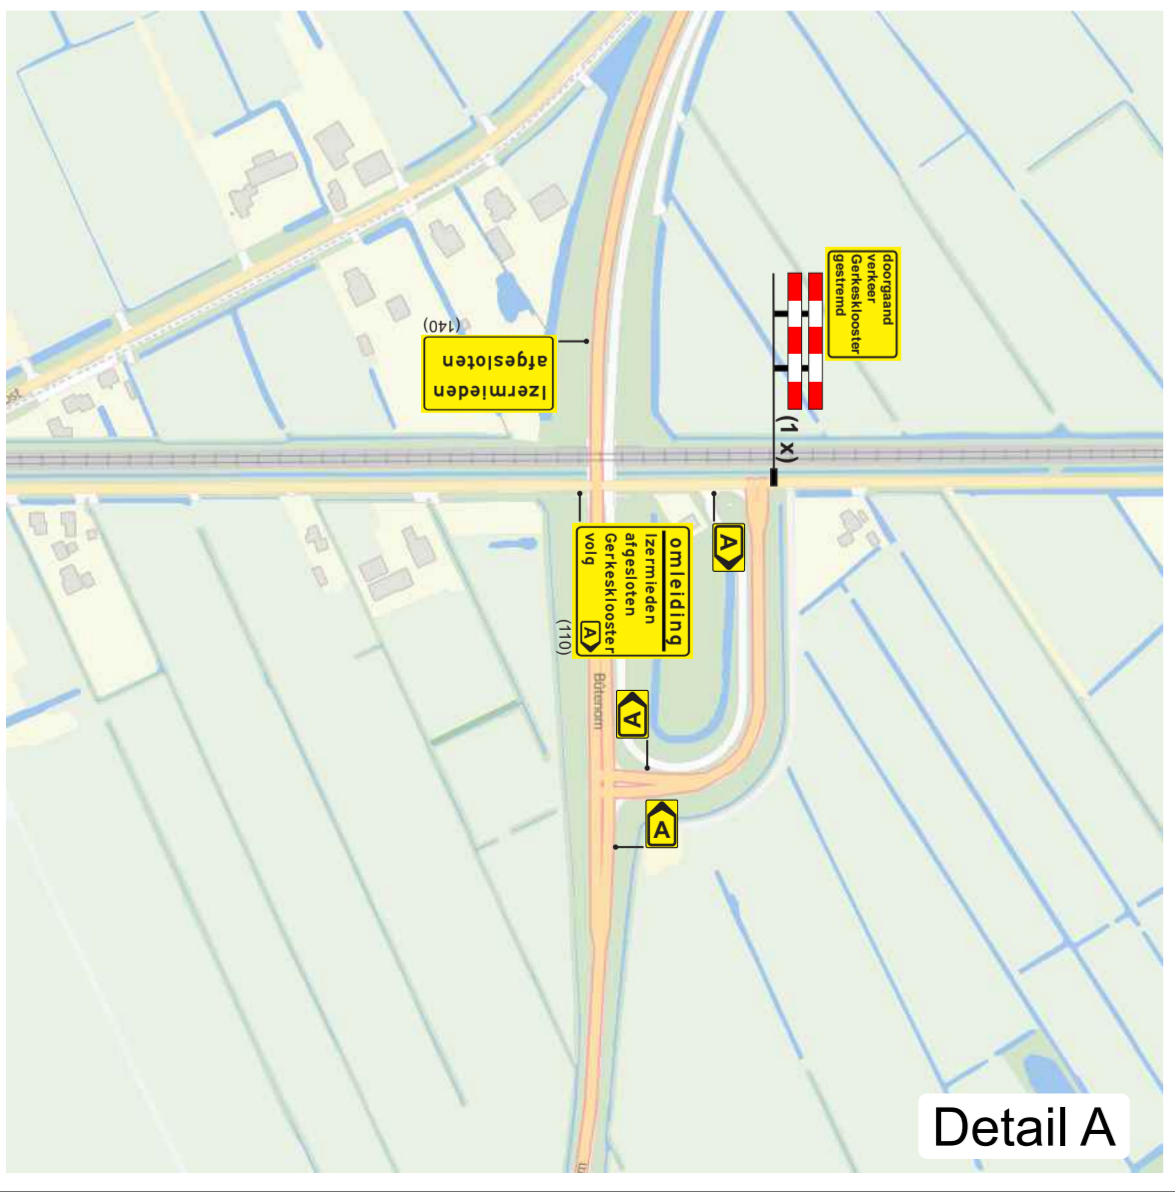 doorgaand
verkeer
Gerkesklooster
gestremd
(1 x)
(140)
Izermieden
afgesloten
omleiding
Izermieden
afgesloten
Gerkesklooster
volg A
(110)
A
A
A
Bûtenom
Detail A